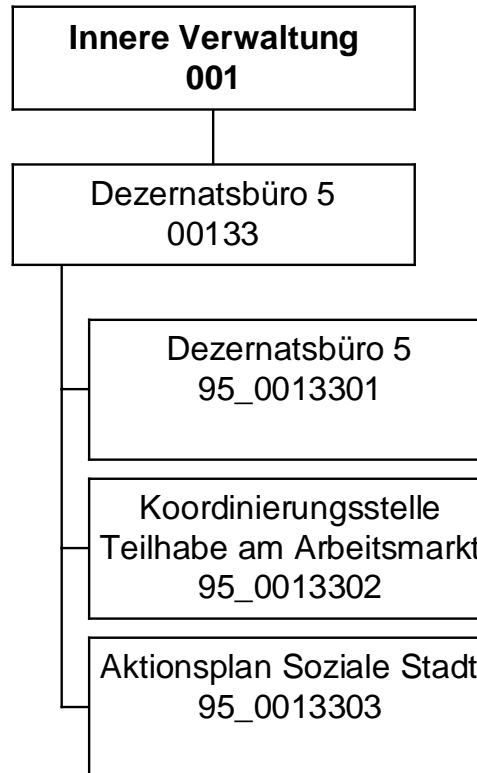 Innere Verwaltung
001
Dezernatsbüro 5
00133
Dezernatsbüro 5
95_0013301
Koordinierungsstelle
Teilhabe am Arbeitsmarkt
95_0013302
Aktionsplan Soziale Stadt
95_0013303